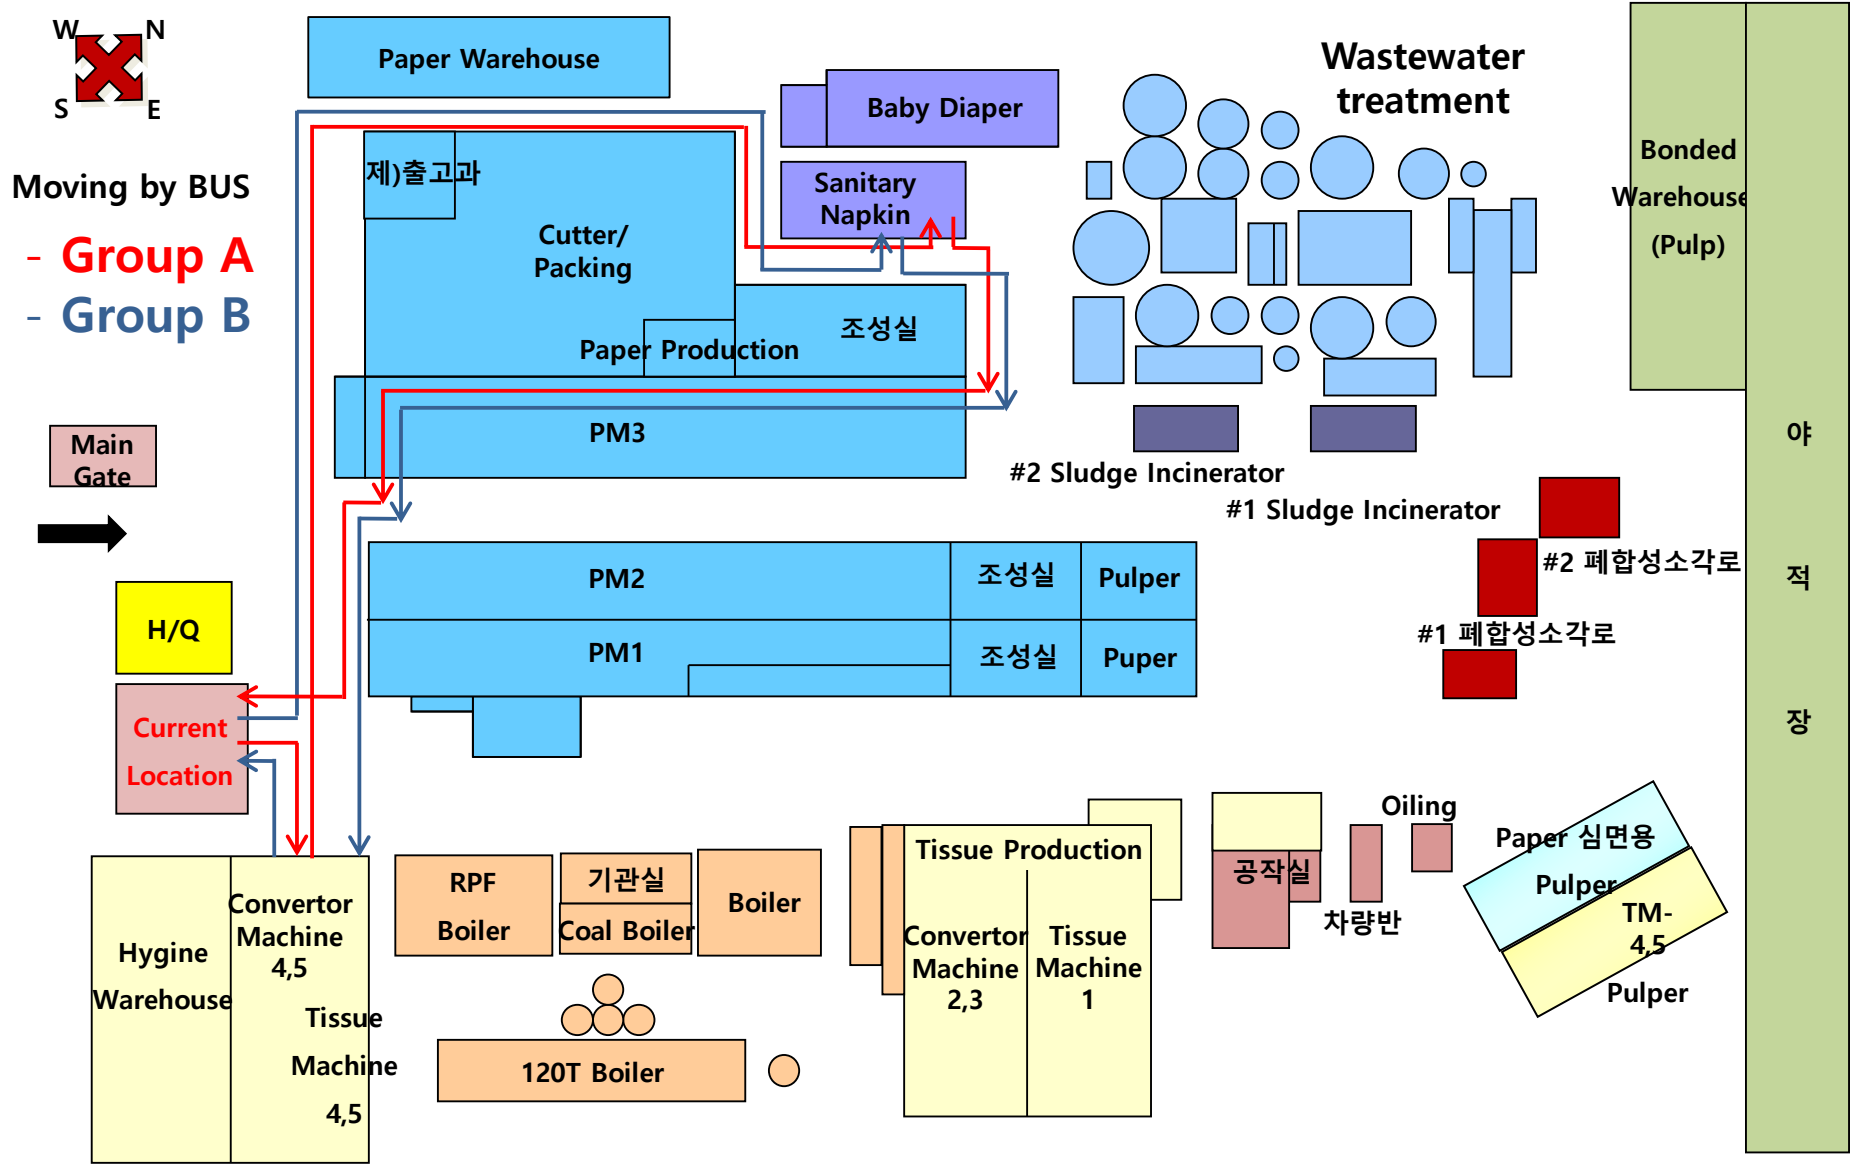 W
N
S
E
Moving by BUS
- Group A
- Group B
Main
Gate
H/Q
Current
Location
Paper Warehouse
제)출고과
Cutter/
Packing
Paper Production
조성실
PM3
Baby Diaper
Sanitary
Napkin
Wastewater
treatment
Bonded
Warehouse
(Pulp)
야
적
장
#2 Sludge Incinerator
#1 Sludge Incinerator
#2 폐합성소각로
#1 폐합성소각로
PM2
조성실
Pulper
PM1
조성실
Puper
Hygine
Warehouse
Convertor
Machine
4,5
Tissue
Machine
4,5
RPF
Boiler
기관실
Coal Boiler
Boiler
120T Boiler
Tissue Production
Convertor
Machine
2,3
Tissue
Machine
1
공작실
차량반
Oiling
Paper 심면용
Pulper
TM-
4,5
Pulper